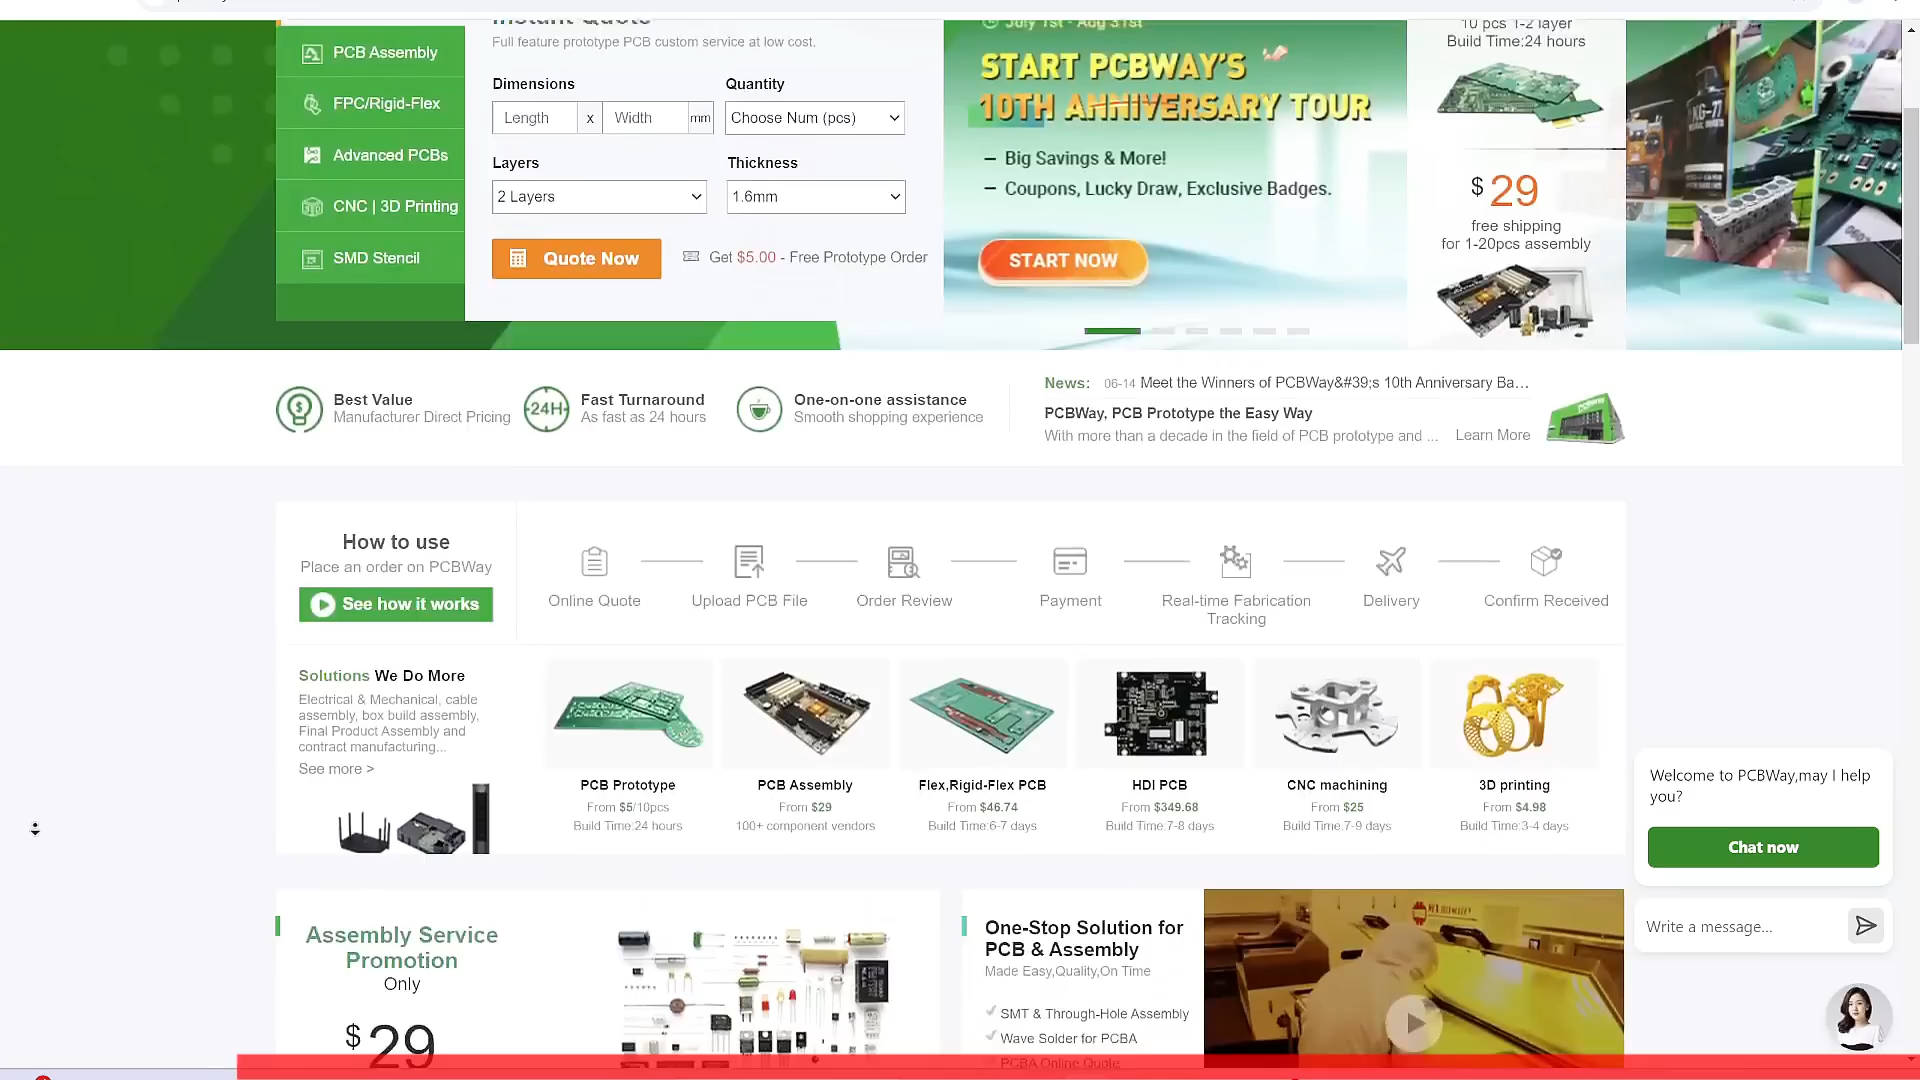 Instant Quote
Full feature prototype PCB custom service at low cost.
PCB Assembly
FPC/Rigid-Flex
Advanced PCBs
CNC | 3D Printing
SMD Stencil
Dimensions
Quantity
Length x Width mm
Choose Num (pcs)
Layers
Thickness
2 Layers
1.6mm
Quote Now
Get $5.00 - Free Prototype Order
July 1st - Aug 31st
START PCBWAY'S
10TH ANNIVERSARY TOUR
– Big Savings & More!
– Coupons, Lucky Draw, Exclusive Badges.
START NOW
10 pcs 1-2 layer
Build Time:24 hours
$ 29
free shipping
for 1-20pcs assembly
KG-77
Best Value
Manufacturer Direct Pricing
24H
Fast Turnaround
As fast as 24 hours
One-on-one assistance
Smooth shopping experience
News: 06-14 Meet the Winners of PCBWay&#39;s 10th Anniversary Ba...
PCBWay, PCB Prototype the Easy Way
With more than a decade in the field of PCB prototype and ... Learn More
How to use
Place an order on PCBWay
See how it works
Online Quote
Upload PCB File
Order Review
Payment
Real-time Fabrication
Tracking
Delivery
Confirm Received
Solutions We Do More
Electrical & Mechanical, cable
assembly, box build assembly,
Final Product Assembly and
contract manufacturing...
See more >
PCB Prototype
From $5/10pcs
Build Time:24 hours
PCB Assembly
From $29
100+ component vendors
Flex,Rigid-Flex PCB
From $46.74
Build Time:6-7 days
HDI PCB
From $349.68
Build Time:7-8 days
CNC machining
From $25
Build Time:7-9 days
3D printing
From $4.98
Build Time:3-4 days
Welcome to PCBWay,may I help
you?
Chat now
Write a message...
Assembly Service
Promotion
Only
$ 29
One-Stop Solution for
PCB & Assembly
Made Easy,Quality,On Time
SMT & Through-Hole Assembly
Wave Solder for PCBA
PCBA Online Quote